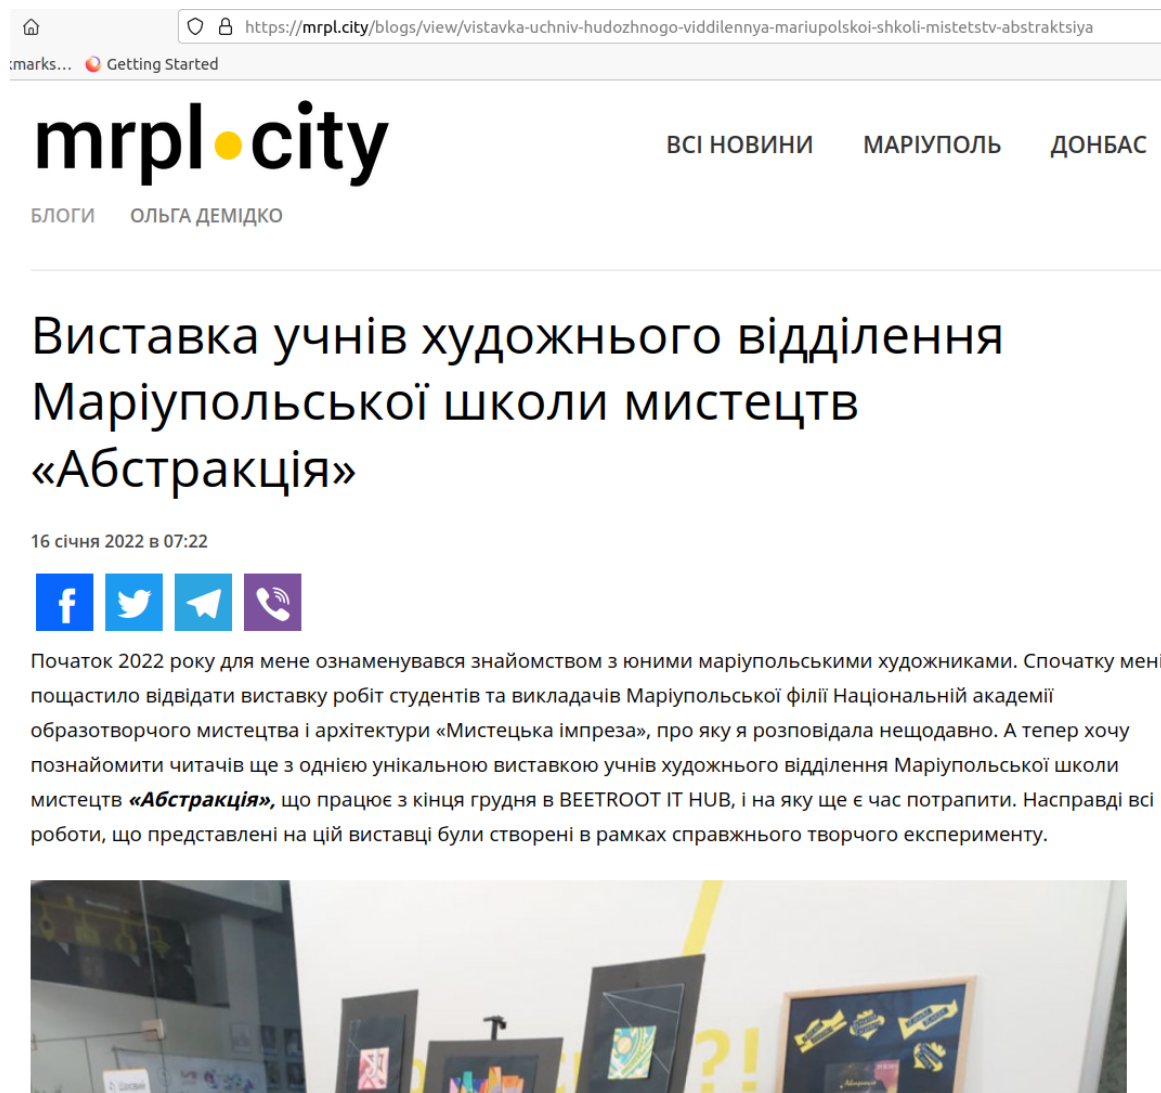 https://mrpl.city/blogs/view/vistavka-uchniv-hudozhnogo-viddilennya-mariupolskoi-shkoli-mistetstv-abstraktsiya
kmarks… Getting Started
mrpl city ВСІ НОВИНИ МАРІУПОЛЬ ДОНБАС
БЛОГИ ОЛЬГА ДЕМІДКО
Виставка учнів художнього відділення
Маріупольської школи мистецтв
«Абстракція»
16 січня 2022 в 07:22
Початок 2022 року для мене ознаменувався знайомством з юними маріупольськими художниками. Спочатку мені
пощастило відвідати виставку робіт студентів та викладачів Маріупольської філії Національній академії
образотворчого мистецтва і архітектури «Мистецька імпреза», про яку я розповідала нещодавно. А тепер хочу
познайомити читачів ще з однією унікальною виставкою учнів художнього відділення Маріупольської школи
мистецтв «Абстракція», що працює з кінця грудня в BEETROOT IT HUB, і на яку ще є час потрапити. Насправді всі
роботи, що представлені на цій виставці були створені в рамках справжнього творчого експерименту.
?!